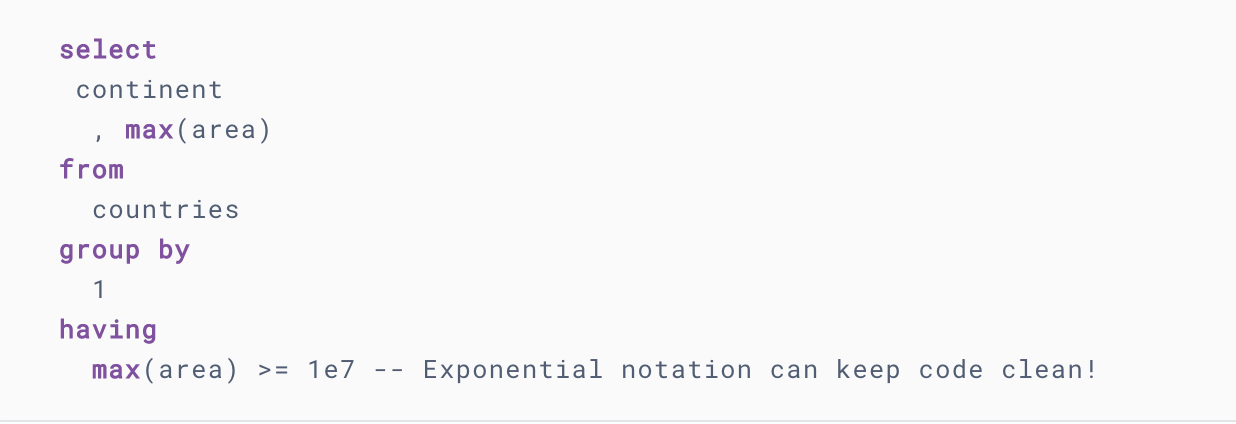 select
 continent
  , max(area)
from
  countries
group by
  1
having
  max(area) >= 1e7 -- Exponential notation can keep code clean!